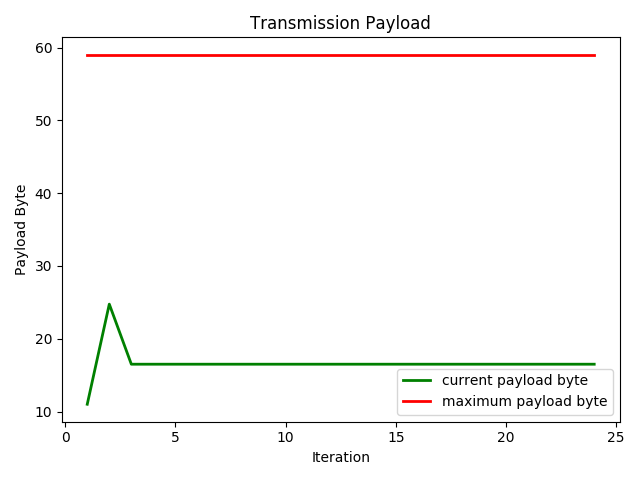 Transmission Payload
Payload Byte
60
50
40
30
20
10
0
5
10
15
20
25
Iteration
current payload byte
maximum payload byte